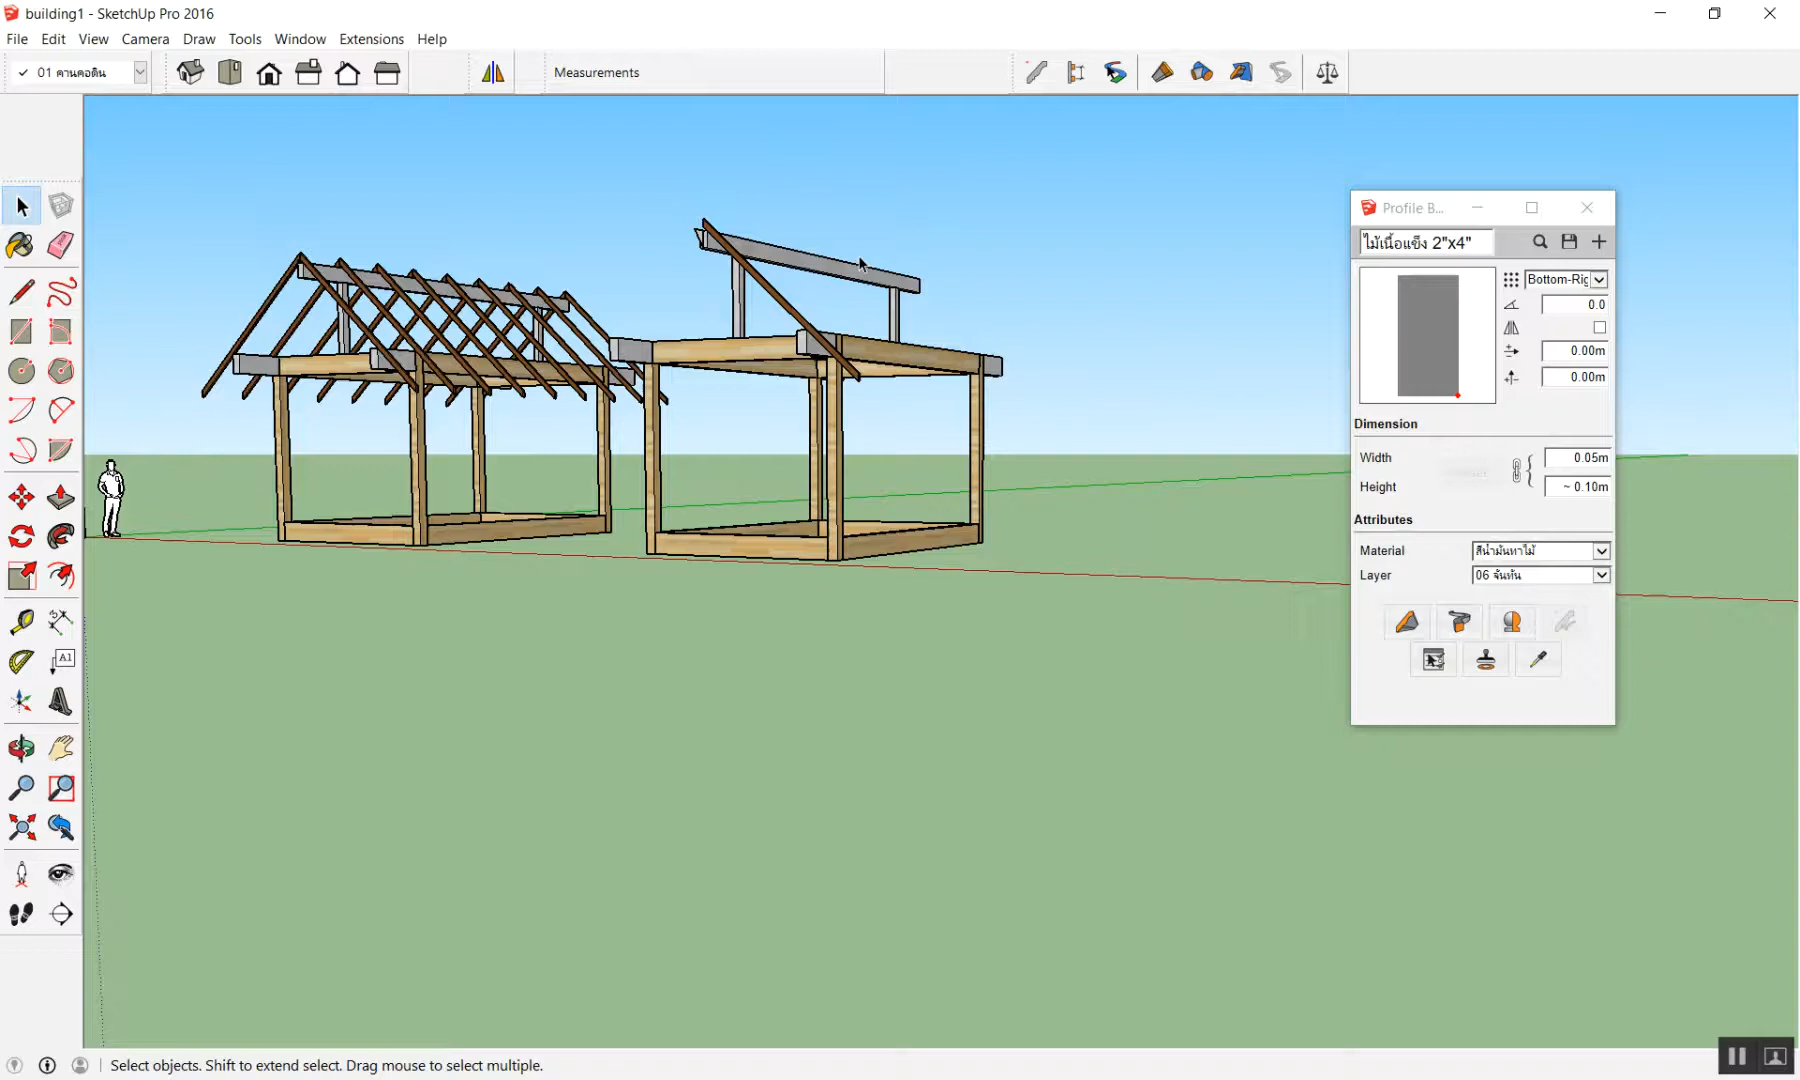 building1 - SketchUp Pro 2016
File Edit View Camera Draw Tools Window Extensions Help
01 คานคอดิน
Measurements
Profile B...
ไม้เนื้อแข็ง 2"x4"
Bottom-Rig
0.0
0.00m
0.00m
Dimension
Width 0.05m
Height ~ 0.10m
Attributes
Material สีน้ำมันทาไม้
Layer 06 จันทัน
A1
Select objects. Shift to extend select. Drag mouse to select multiple.